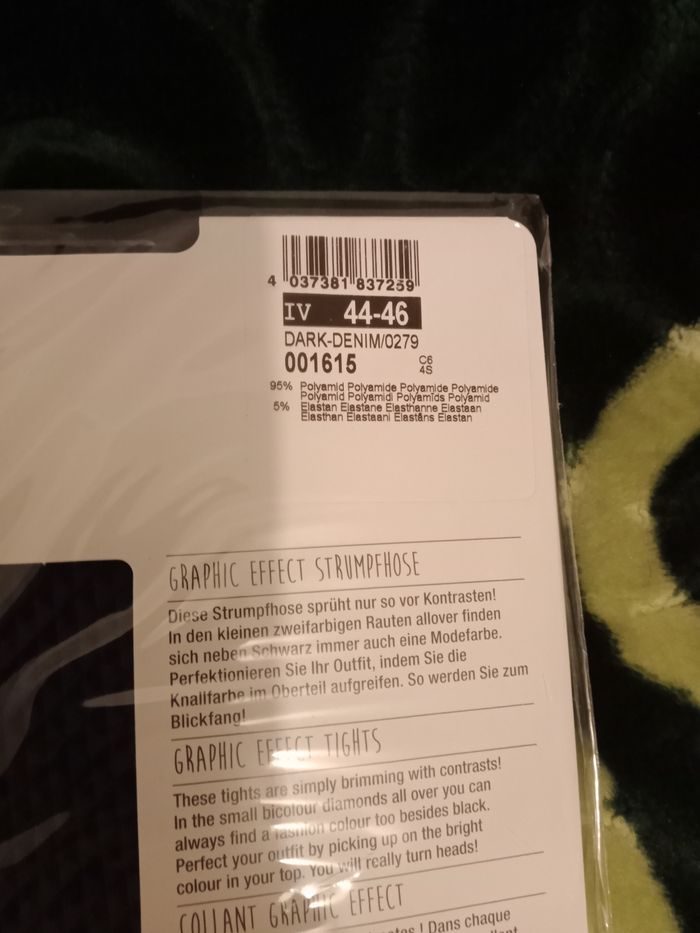 4 037381 837259
IV 44-46
DARK-DENIM/0279
001615 C6
4S
95% Polyamid Polyamide Polyamide Polyamide
Polyamid Polyamidi Polyamids Polyamid
5% Elastan Elastane Elasthanne Elastaan
Elasthan Elastaani Elastāns Elastan
GRAPHIC EFFECT STRUMPFHOSE
Diese Strumpfhose sprüht nur so vor Kontrasten!
In den kleinen zweifarbigen Rauten allover finden
sich neben Schwarz immer auch eine Modefarbe.
Perfektionieren Sie Ihr Outfit, indem Sie die
Knallfarbe im Oberteil aufgreifen. So werden Sie zum
Blickfang!
GRAPHIC EFFECT TIGHTS
These tights are simply brimming with contrasts!
In the small bicolour diamonds all over you can
always find a fashion colour too besides black.
Perfect your outfit by picking up on the bright
colour in your top. You will really turn heads!
COLLANT GRAPHIC EFFECT
! Dans chaque